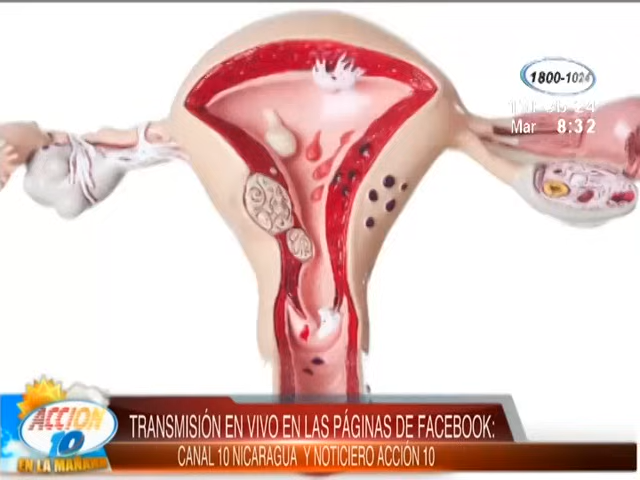 1800-1024
Mar 8:32
ACCION
10
EN LA MAÑANA
TRANSMISIÓN EN VIVO EN LAS PÁGINAS DE FACEBOOK:
CANAL 10 NICARAGUA Y NOTICIERO ACCIÓN 10